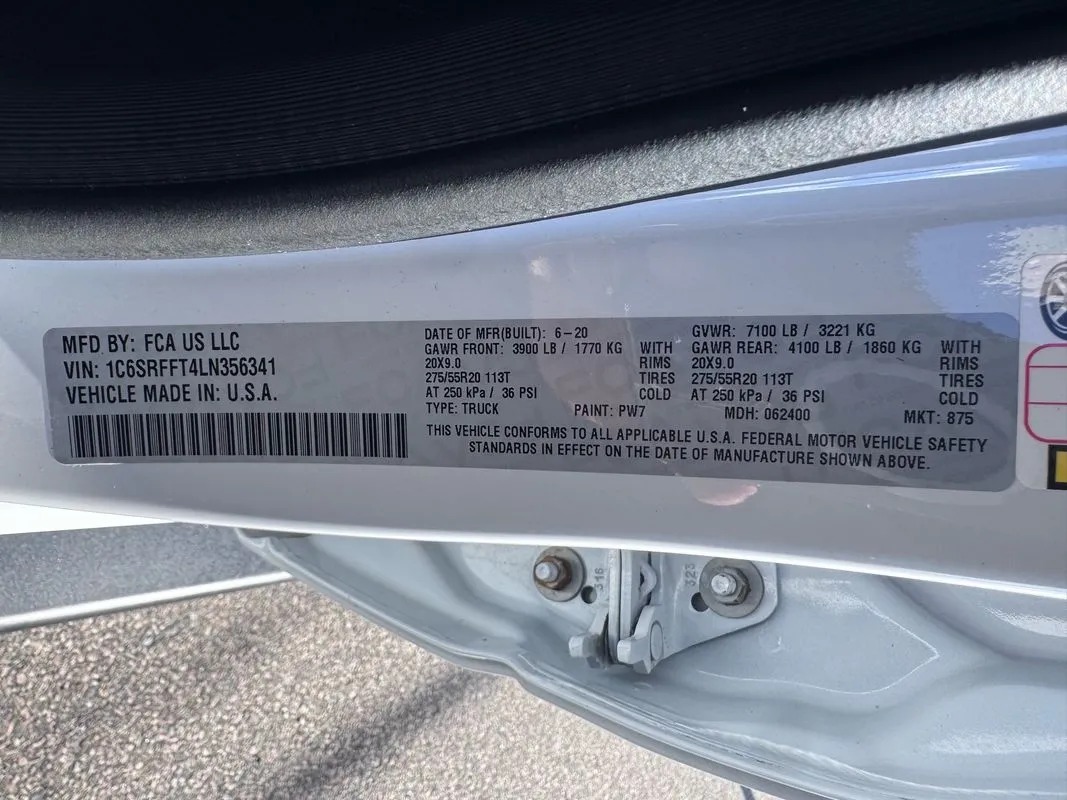 MFD BY: FCA US LLC
VIN: 1C6SRFFT4LN356341
VEHICLE MADE IN: U.S.A.
DATE OF MFR(BUILT): 6-20
GAWR FRONT: 3900 LB / 1770 KG WITH
20X9.0 RIMS
275/55R20 113T TIRES
AT 250 kPa / 36 PSI COLD
TYPE: TRUCK PAINT: PW7
GVWR: 7100 LB / 3221 KG
GAWR REAR: 4100 LB / 1860 KG WITH
20X9.0 RIMS
275/55R20 113T TIRES
AT 250 kPa / 36 PSI COLD
MDH: 062400 MKT: 875
THIS VEHICLE CONFORMS TO ALL APPLICABLE U.S.A. FEDERAL MOTOR VEHICLE SAFETY
STANDARDS IN EFFECT ON THE DATE OF MANUFACTURE SHOWN ABOVE.
316
323